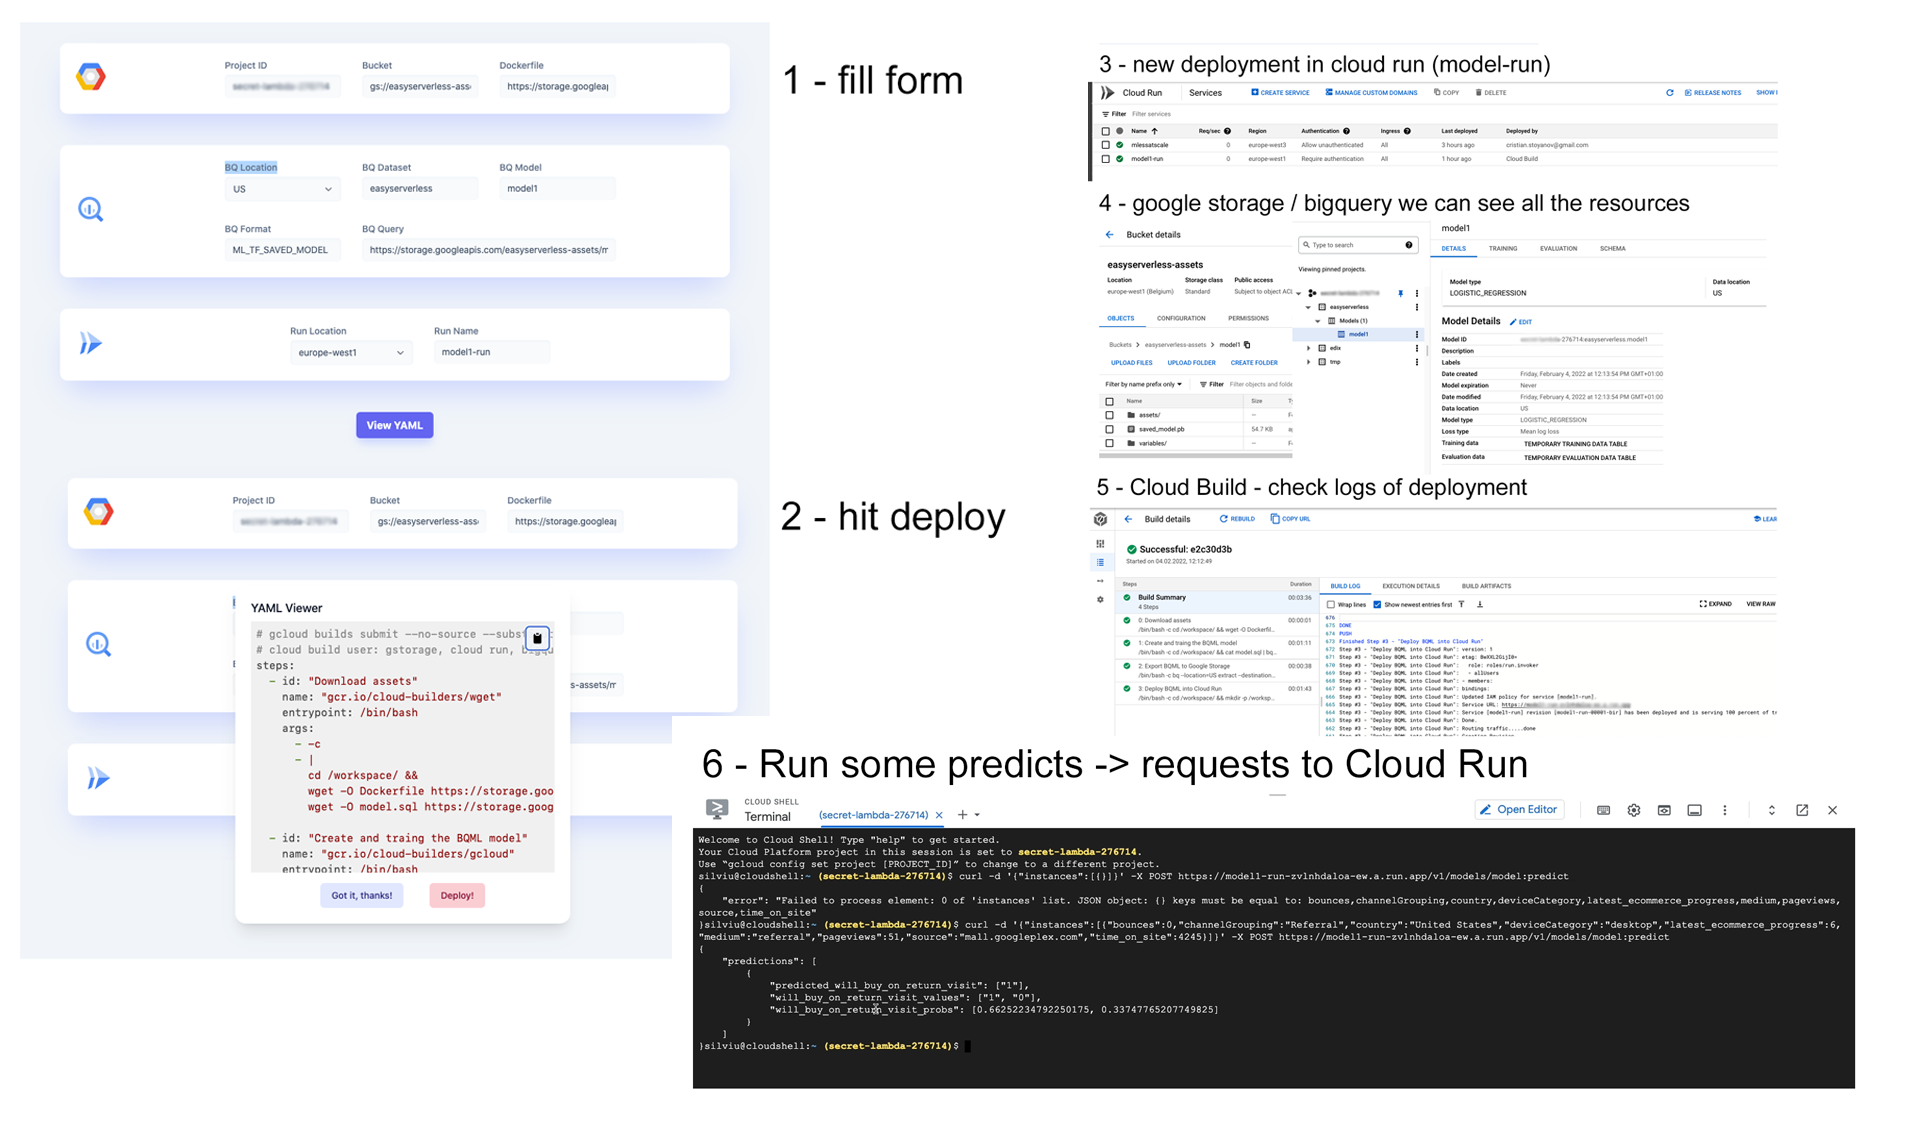 Project ID Bucket Dockerfile
secret-lambda-276714 gs://easyserverless-ass https://storage.googleap
1 - fill form
BQ Location BQ Dataset BQ Model
US easyserverless model1
BQ Format BQ Query
ML_TF_SAVED_MODEL https://storage.googleapis.com/easyserverless-assets/m
Run Location Run Name
europe-west1 model1-run
View YAML
Project ID Bucket Dockerfile
secret-lambda-276714 gs://easyserverless-ass https://storage.googleap
2 - hit deploy
s-assets/m
YAML Viewer
# gcloud builds submit --no-source --subst
# cloud build user: gstorage, cloud run, bigqu
steps:
- id: "Download assets"
name: "gcr.io/cloud-builders/wget"
entrypoint: /bin/bash
args:
- -c
- |
cd /workspace/ &&
wget -O Dockerfile https://storage.goo
wget -O model.sql https://storage.goog
- id: "Create and traing the BQML model"
name: "gcr.io/cloud-builders/gcloud"
entrypoint: /bin/bash
Got it, thanks! Deploy!
3 - new deployment in cloud run (model-run)
Cloud Run Services CREATE SERVICE MANAGE CUSTOM DOMAINS COPY DELETE RELEASE NOTES SHOW I
Filter Filter services
Name Req/sec Region Authentication Ingress Last deployed Deployed by
mlessatscale 0 europe-west3 Allow unauthenticated All 3 hours ago cristian.stoyanov@gmail.com
model1-run 0 europe-west1 Require authentication All 1 hour ago Cloud Build
4 - google storage / bigquery we can see all the resources
Bucket details
easyserverless-assets
Location Storage class Public access
europe-west1 (Belgium) Standard Subject to object ACL
OBJECTS CONFIGURATION PERMISSIONS
Buckets > easyserverless-assets > model1
UPLOAD FILES UPLOAD FOLDER CREATE FOLDER
Filter by name prefix only Filter Filter objects and folde
Name Size Ty
assets/ —
saved_model.pb 54.7 KB
variables/ —
Type to search
Viewing pinned projects.
secret-lambda-276714
easyserverless
Models (1)
model1
edix
tmp
model1
DETAILS TRAINING EVALUATION SCHEMA
Model type Data location
LOGISTIC_REGRESSION US
Model Details EDIT
Model ID 276714:easyserverless.model1
Description
Labels
Date created Friday, February 4, 2022 at 12:13:54 PM GMT+01:00
Model expiration Never
Date modified Friday, February 4, 2022 at 12:13:54 PM GMT+01:00
Data location US
Model type LOGISTIC_REGRESSION
Loss type Mean log loss
Training data TEMPORARY TRAINING DATA TABLE
Evaluation data TEMPORARY EVALUATION DATA TABLE
5 - Cloud Build - check logs of deployment
Build details REBUILD COPY URL LEAR
Successful: e2c30d3b
Started on 04.02.2022, 12:12:49
Steps Duration
Build Summary 00:03:36
4 Steps
0: Download assets 00:00:01
/bin/bash -c cd /workspace/ && wget -O Dockerfil...
1: Create and traing the BQML model 00:01:11
/bin/bash -c cd /workspace/ && cat model.sql | bq...
2: Export BQML to Google Storage 00:00:38
/bin/bash -c bq --location=US extract --destination...
3: Deploy BQML into Cloud Run 00:01:43
/bin/bash -c cd /workspace/ && mkdir -p /worksp...
BUILD LOG EXECUTION DETAILS BUILD ARTIFACTS
Wrap lines Show newest entries first EXPAND VIEW RAW
676
675 DONE
674 PUSH
673 Finished Step #3 - "Deploy BQML into Cloud Run"
672 Step #3 - "Deploy BQML into Cloud Run": version: 1
671 Step #3 - "Deploy BQML into Cloud Run": etag: BwXXL2GijI0=
670 Step #3 - "Deploy BQML into Cloud Run": role: roles/run.invoker
669 Step #3 - "Deploy BQML into Cloud Run": - allUsers
668 Step #3 - "Deploy BQML into Cloud Run": - members:
667 Step #3 - "Deploy BQML into Cloud Run": bindings:
666 Step #3 - "Deploy BQML into Cloud Run": Updated IAM policy for service [model1-run].
665 Step #3 - "Deploy BQML into Cloud Run": Service URL:
664 Step #3 - "Deploy BQML into Cloud Run": Service [model1-run] revision [model1-run-00001-bir] has been deployed and is serving 100 percent of tr
663 Step #3 - "Deploy BQML into Cloud Run": Done.
662 Step #3 - "Deploy BQML into Cloud Run": Routing traffic.....done
6 - Run some predicts -> requests to Cloud Run
CLOUD SHELL
Terminal (secret-lambda-276714) Open Editor
Welcome to Cloud Shell! Type "help" to get started.
Your Cloud Platform project in this session is set to secret-lambda-276714.
Use “gcloud config set project [PROJECT_ID]” to change to a different project.
silviu@cloudshell:~ (secret-lambda-276714)$ curl -d '{"instances":[{}]}' -X POST https://model1-run-zvlnhdaloa-ew.a.run.app/v1/models/model:predict
{
"error": "Failed to process element: 0 of 'instances' list. JSON object: {} keys must be equal to: bounces,channelGrouping,country,deviceCategory,latest_ecommerce_progress,medium,pageviews,
source,time_on_site"
}silviu@cloudshell:~ (secret-lambda-276714)$ curl -d '{"instances":[{"bounces":0,"channelGrouping":"Referral","country":"United States","deviceCategory":"desktop","latest_ecommerce_progress":6,
"medium":"referral","pageviews":51,"source":"mall.googleplex.com","time_on_site":4245}]}' -X POST https://model1-run-zvlnhdaloa-ew.a.run.app/v1/models/model:predict
{
"predictions": [
{
"predicted_will_buy_on_return_visit": ["1"],
"will_buy_on_return_visit_values": ["1", "0"],
"will_buy_on_return_visit_probs": [0.66252234792250175, 0.33747765207749825]
}
]
}silviu@cloudshell:~ (secret-lambda-276714)$